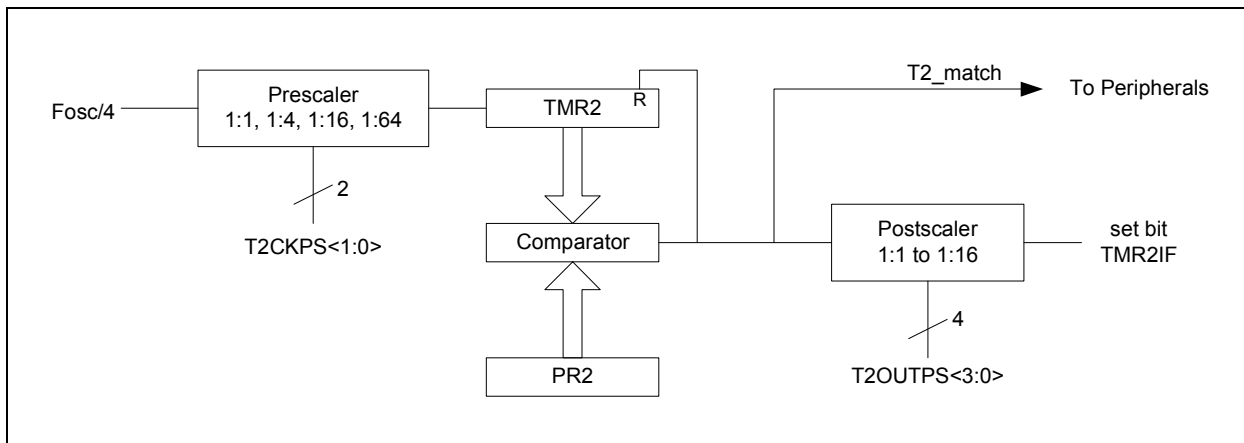 T2_match
To Peripherals
Fosc/4
Prescaler
1:1, 1:4, 1:16, 1:64
TMR2
R
2
T2CKPS<1:0>
Comparator
Postscaler
1:1 to 1:16
set bit
TMR2IF
4
PR2
T2OUTPS<3:0>